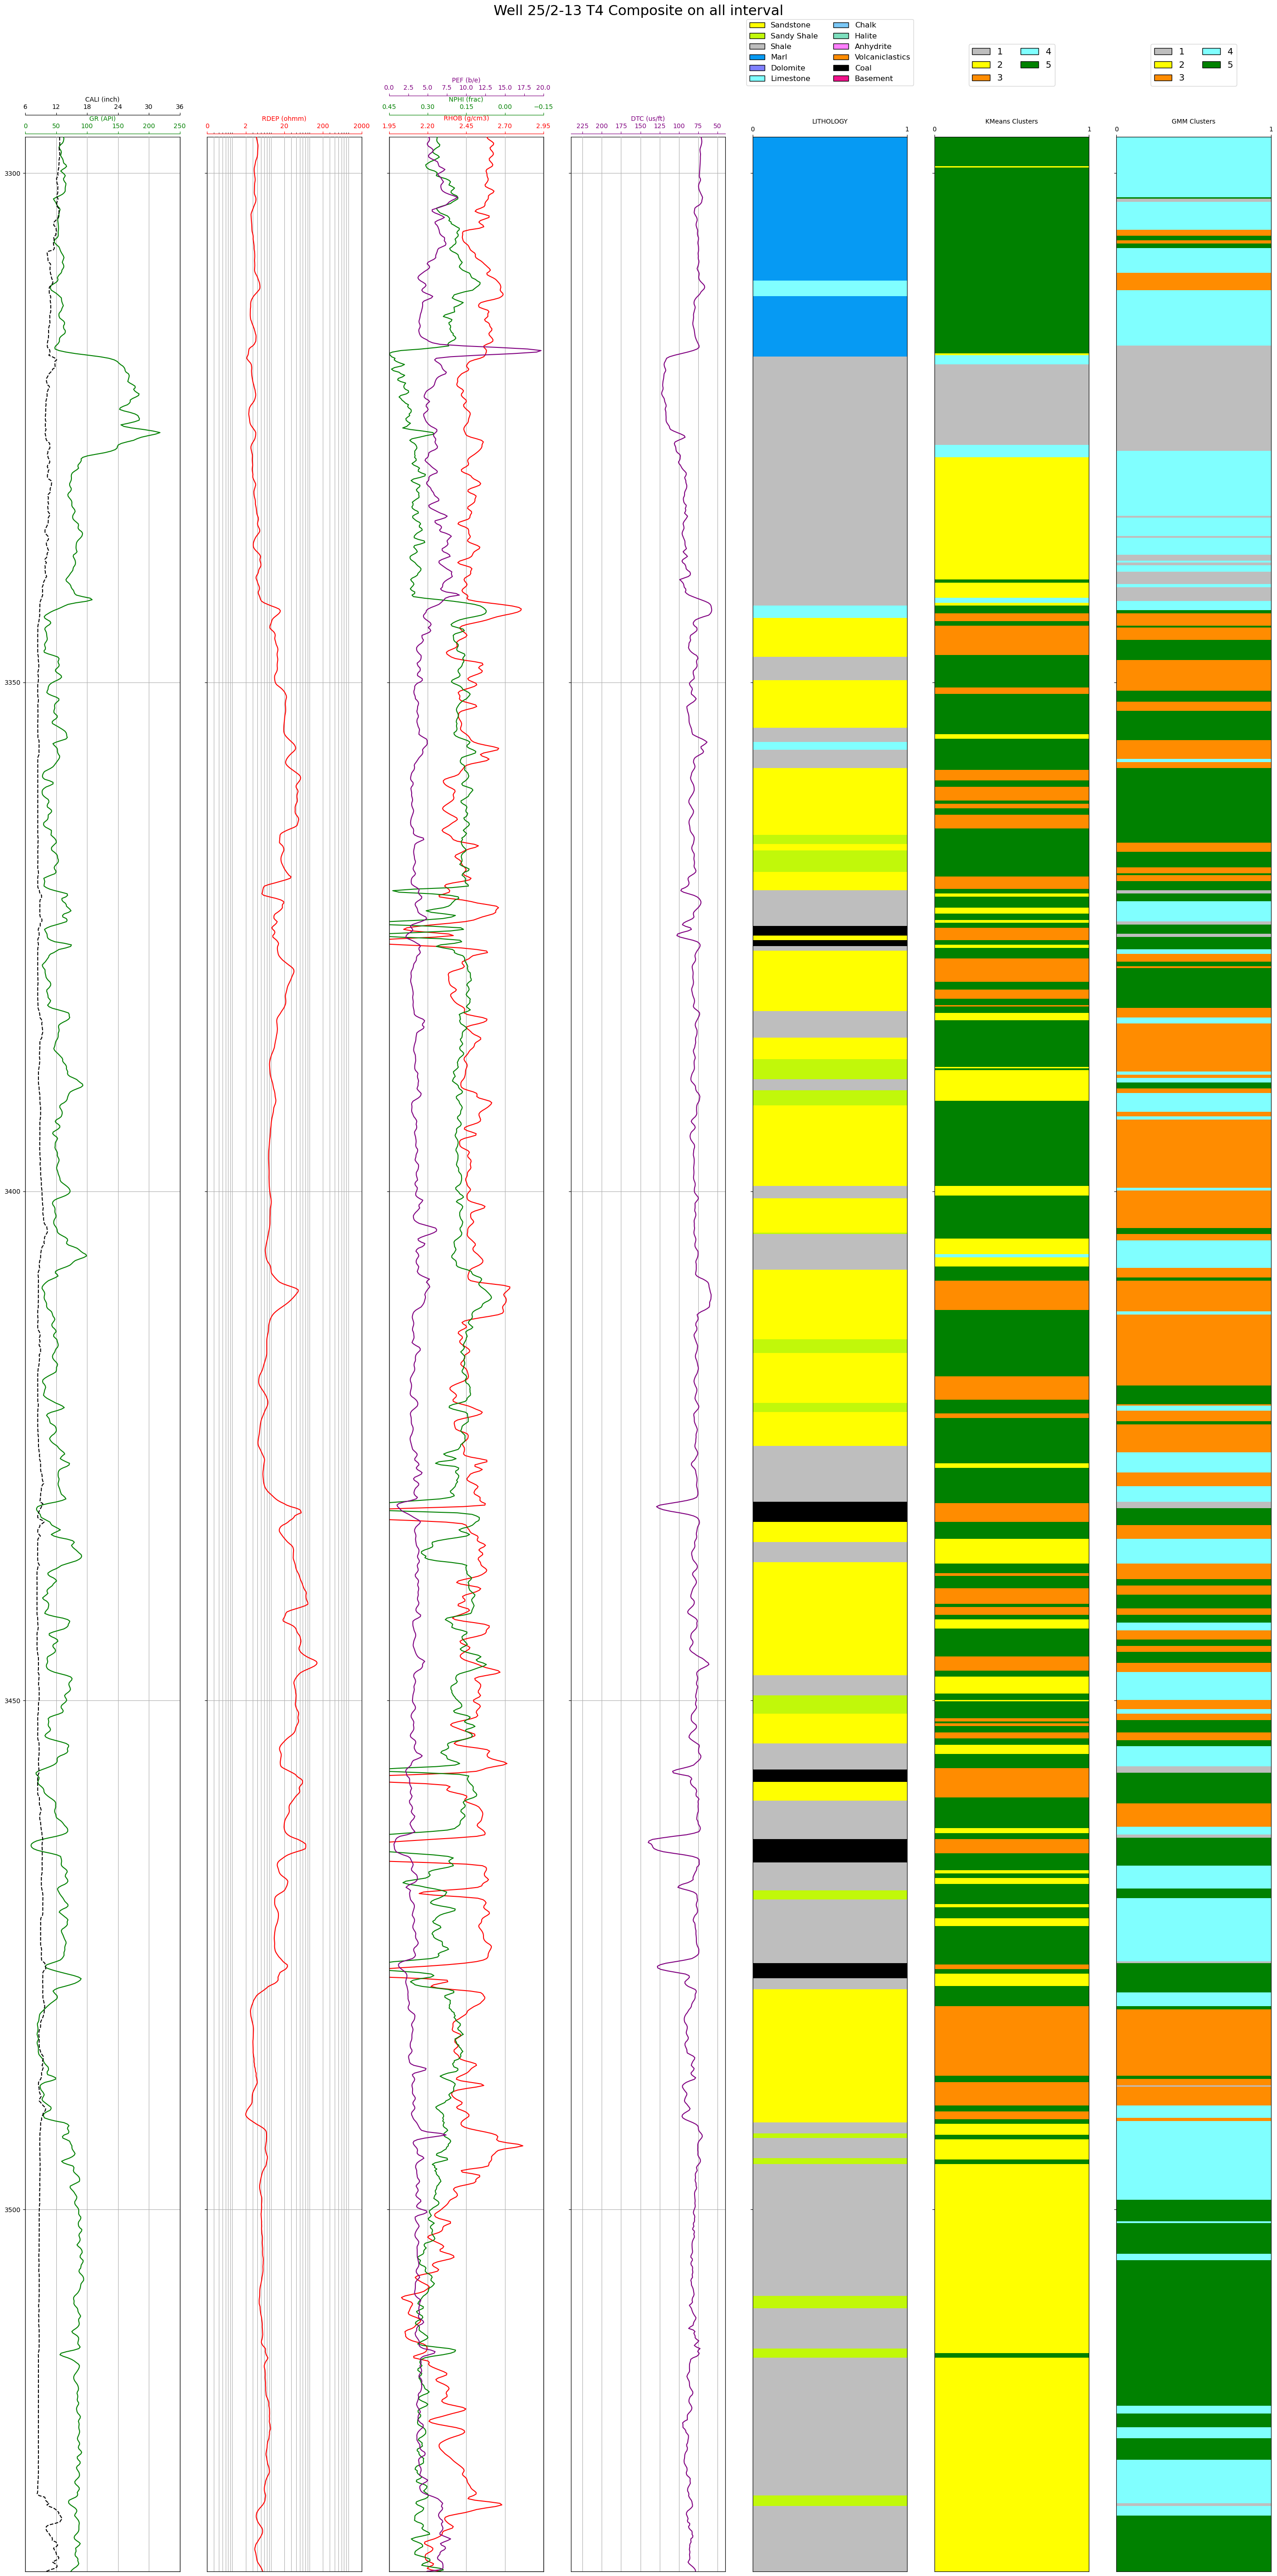 Well 25/2-13 T4 Composite on all interval
Sandstone Chalk
Sandy Shale Halite
Shale Anhydrite
Marl Volcaniclastics
Dolomite Coal
Limestone Basement
1 4
2 5
3
1 4
2 5
3
PEF (b/e)
0.0 2.5 5.0 7.5 10.0 12.5 15.0 17.5 20.0
CALI (inch) NPHI (frac)
6 12 18 24 30 36 0.45 0.30 0.15 0.00 −0.15
GR (API) RDEP (ohmm) RHOB (g/cm3) DTC (us/ft) LITHOLOGY KMeans Clusters GMM Clusters
0 50 100 150 200 250 0 2 20 200 2000 1.95 2.20 2.45 2.70 2.95 225 200 175 150 125 100 75 50 0 1 0 1 0 1
3300
3350
3400
3450
3500